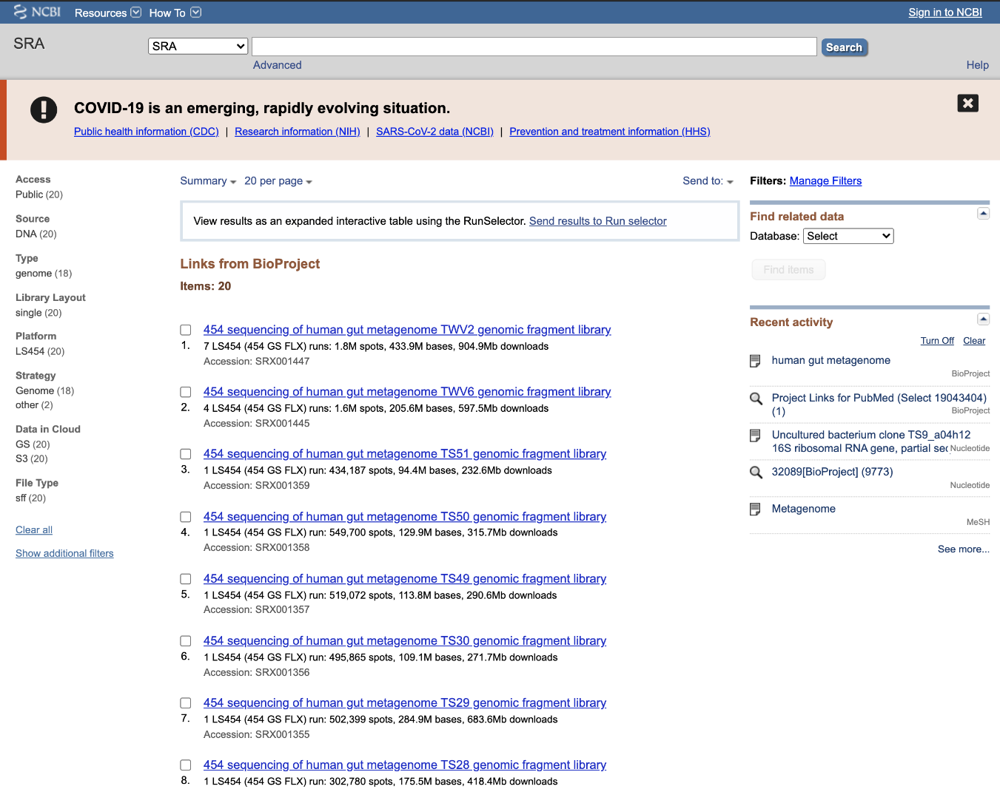 NCBI Resources How To Sign in to NCBI
SRA SRA Search
Advanced
Help
COVID-19 is an emerging, rapidly evolving situation.
Public health information (CDC) | Research information (NIH) | SARS-CoV-2 data (NCBI) | Prevention and treatment information (HHS)
Access
Public (20)
Source
DNA (20)
Type
genome (18)
Library Layout
single (20)
Platform
LS454 (20)
Strategy
Genome (18)
other (2)
Data in Cloud
GS (20)
S3 (20)
File Type
sff (20)
Clear all
Show additional filters
Summary 20 per page Send to:
View results as an expanded interactive table using the RunSelector. Send results to Run selector
Links from BioProject
Items: 20
454 sequencing of human gut metagenome TWV2 genomic fragment library
1. 7 LS454 (454 GS FLX) runs: 1.8M spots, 433.9M bases, 904.9Mb downloads
Accession: SRX001447
454 sequencing of human gut metagenome TWV6 genomic fragment library
2. 4 LS454 (454 GS FLX) runs: 1.6M spots, 205.6M bases, 597.5Mb downloads
Accession: SRX001445
454 sequencing of human gut metagenome TS51 genomic fragment library
3. 1 LS454 (454 GS FLX) run: 434,187 spots, 94.4M bases, 232.6Mb downloads
Accession: SRX001359
454 sequencing of human gut metagenome TS50 genomic fragment library
4. 1 LS454 (454 GS FLX) run: 549,700 spots, 129.9M bases, 315.7Mb downloads
Accession: SRX001358
454 sequencing of human gut metagenome TS49 genomic fragment library
5. 1 LS454 (454 GS FLX) run: 519,072 spots, 113.8M bases, 290.6Mb downloads
Accession: SRX001357
454 sequencing of human gut metagenome TS30 genomic fragment library
6. 1 LS454 (454 GS FLX) run: 495,865 spots, 109.1M bases, 271.7Mb downloads
Accession: SRX001356
454 sequencing of human gut metagenome TS29 genomic fragment library
7. 1 LS454 (454 GS FLX) run: 502,399 spots, 284.9M bases, 683.6Mb downloads
Accession: SRX001355
454 sequencing of human gut metagenome TS28 genomic fragment library
8. 1 LS454 (454 GS FLX) run: 302,780 spots, 175.5M bases, 418.4Mb downloads
Filters: Manage Filters
Find related data
Database: Select
Find items
Recent activity
Turn Off Clear
human gut metagenome
BioProject
Project Links for PubMed (Select 19043404)
(1) BioProject
Uncultured bacterium clone TS9_a04h12
16S ribosomal RNA gene, partial sec Nucleotide
32089[BioProject] (9773)
Nucleotide
Metagenome
MeSH
See more...